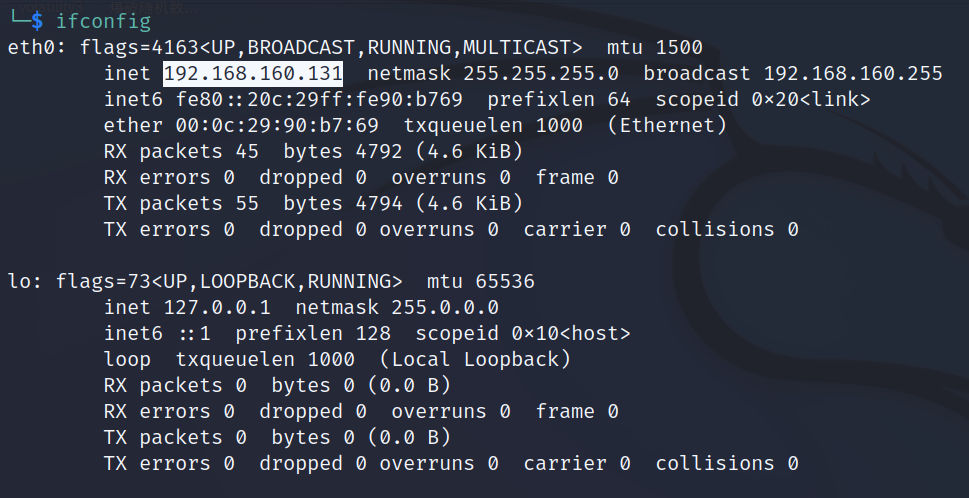 └─$ ifconfig
eth0: flags=4163<UP,BROADCAST,RUNNING,MULTICAST>  mtu 1500
        inet 192.168.160.131  netmask 255.255.255.0  broadcast 192.168.160.255
        inet6 fe80::20c:29ff:fe90:b769  prefixlen 64  scopeid 0×20<link>
        ether 00:0c:29:90:b7:69  txqueuelen 1000  (Ethernet)
        RX packets 45  bytes 4792 (4.6 KiB)
        RX errors 0  dropped 0  overruns 0  frame 0
        TX packets 55  bytes 4794 (4.6 KiB)
        TX errors 0  dropped 0 overruns 0  carrier 0  collisions 0

lo: flags=73<UP,LOOPBACK,RUNNING>  mtu 65536
        inet 127.0.0.1  netmask 255.0.0.0
        inet6 ::1  prefixlen 128  scopeid 0×10<host>
        loop  txqueuelen 1000  (Local Loopback)
        RX packets 0  bytes 0 (0.0 B)
        RX errors 0  dropped 0  overruns 0  frame 0
        TX packets 0  bytes 0 (0.0 B)
        TX errors 0  dropped 0 overruns 0  carrier 0  collisions 0